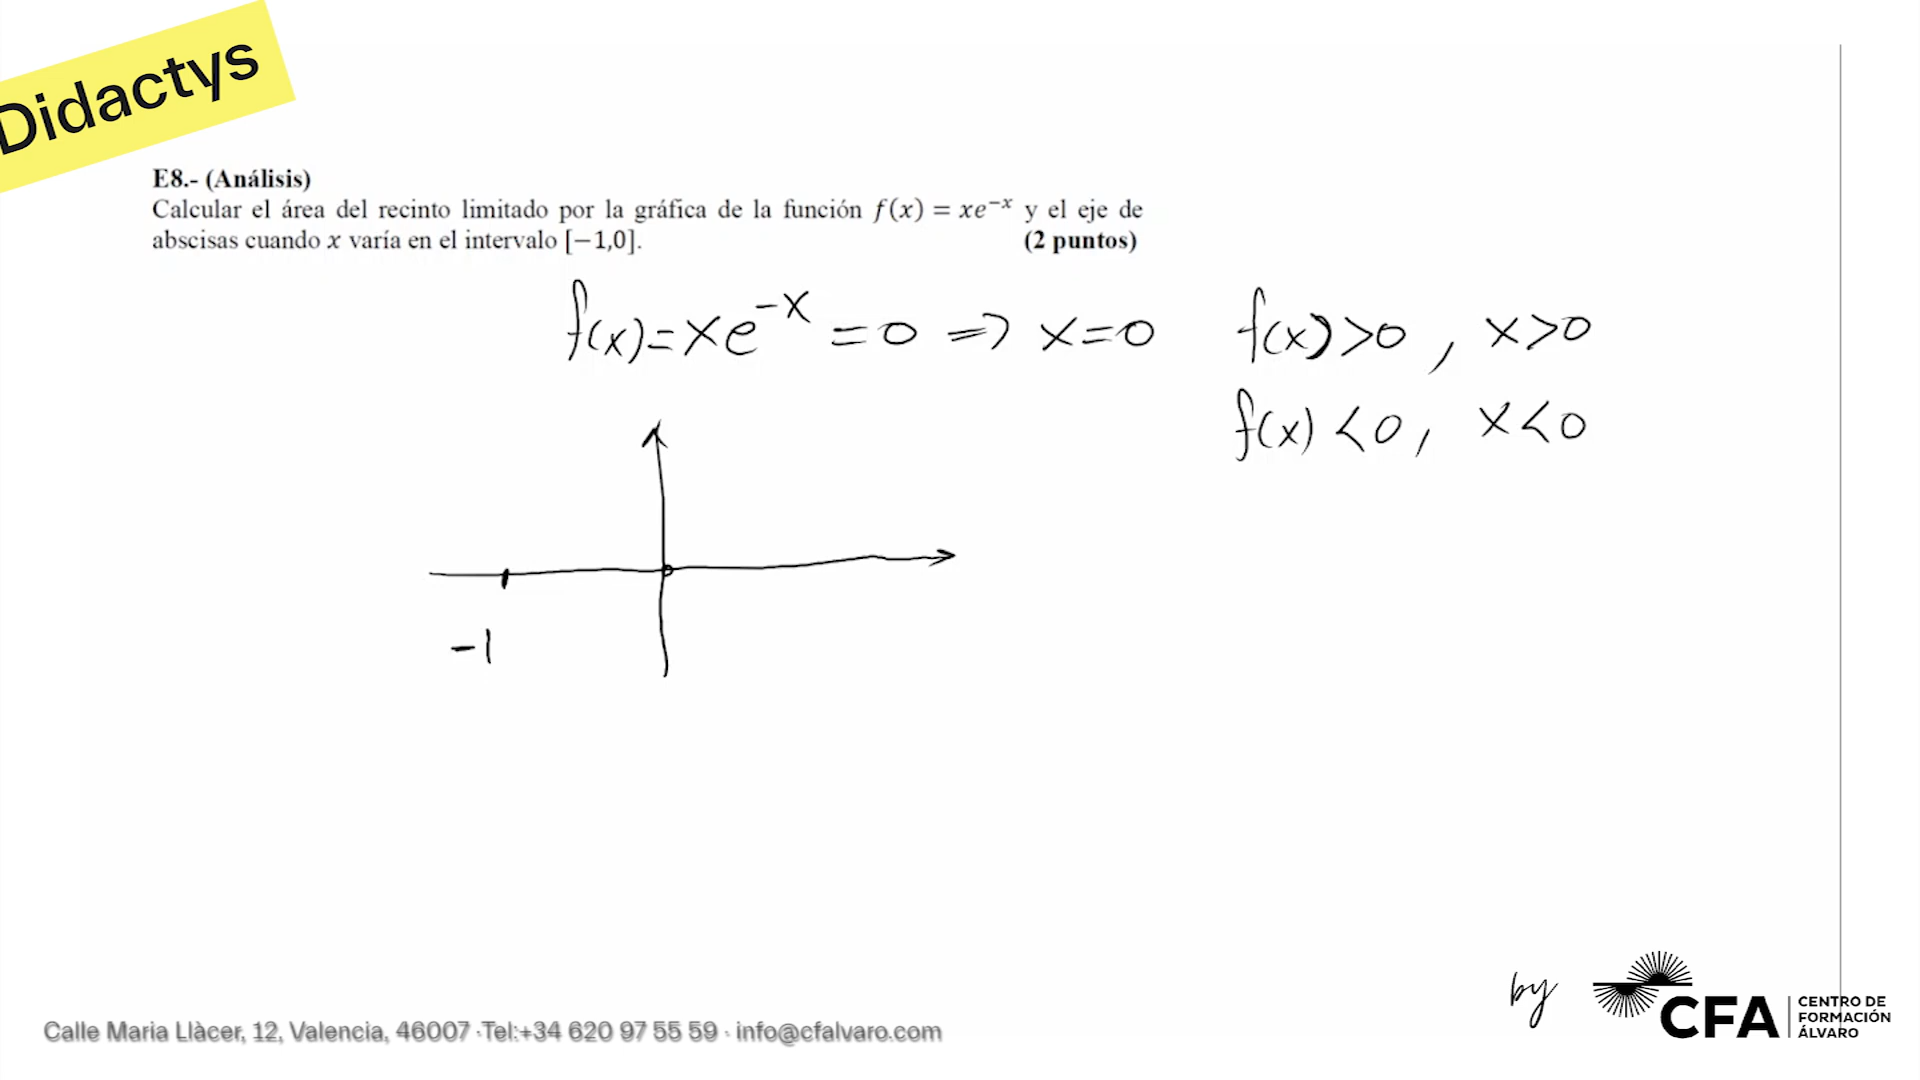 Didactys
E8.- (Análisis)
Calcular el área del recinto limitado por la gráfica de la función f(x) = xe⁻ˣ y el eje de
abscisas cuando x varía en el intervalo [−1,0]. (2 puntos)
f(x)=xe⁻ˣ =0 ⇒ x=0 f(x)>0 , x>0
f(x)<0, x<0
-1
by
CFA CENTRO DE
FORMACIÓN
ÁLVARO
Calle Maria Llàcer, 12, Valencia, 46007 ·Tel:+34 620 97 55 59 · info@cfalvaro.com